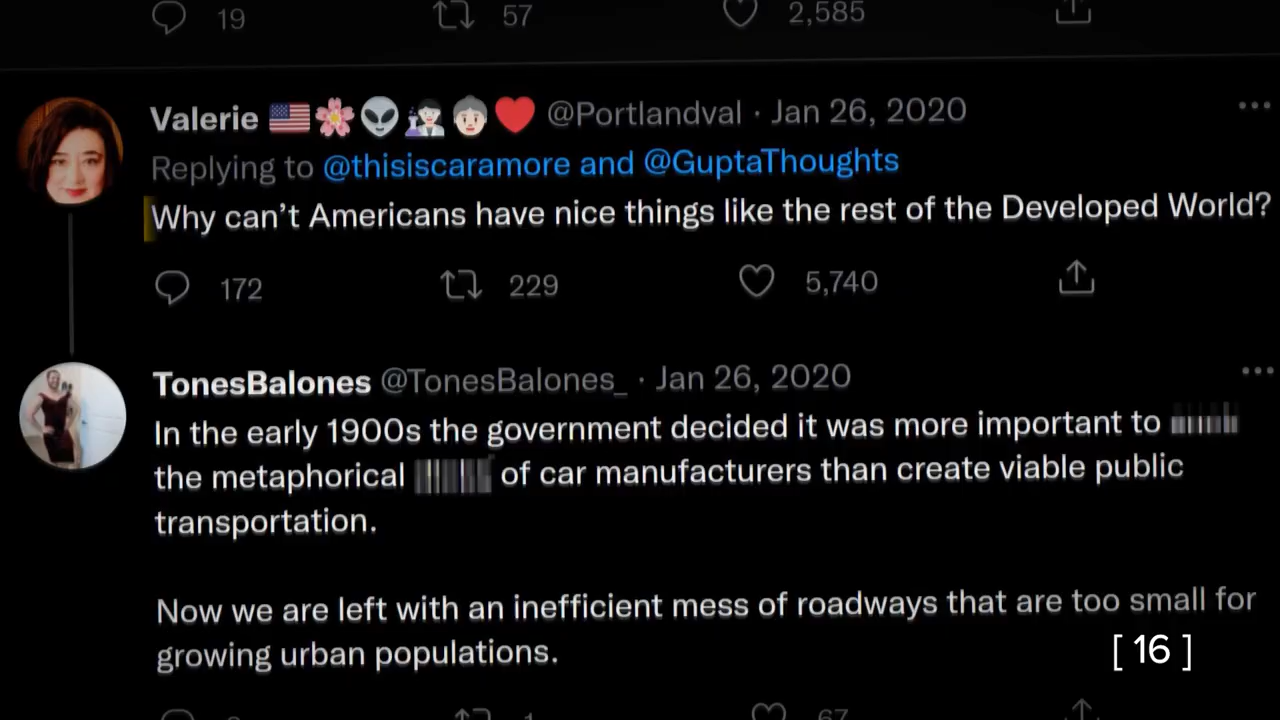 19 57 2,585
Valerie 🇺🇸🌸👽👩🏻‍🔬👵🏻❤️ @Portlandval · Jan 26, 2020
Replying to @thisiscaramore and @GuptaThoughts
Why can't Americans have nice things like the rest of the Developed World?
172 229 5,740
TonesBalones @TonesBalones_ · Jan 26, 2020
In the early 1900s the government decided it was more important to
the metaphorical of car manufacturers than create viable public
transportation.
Now we are left with an inefficient mess of roadways that are too small for
growing urban populations.
[ 16 ]